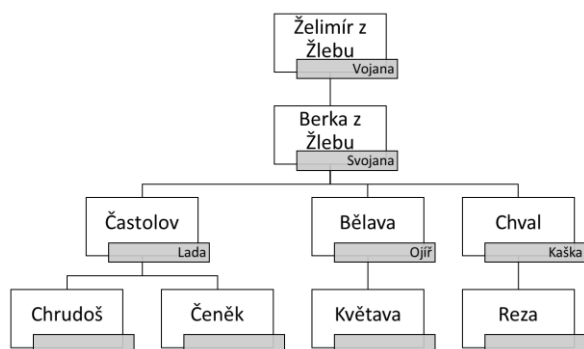 Želimír z
Žlebu
Vojana
Berka z
Žlebu
Svojana
Častolov
Lada
Bělava
Ojíř
Chval
Kaška
Chrudoš
Čeněk
Květava
Reza